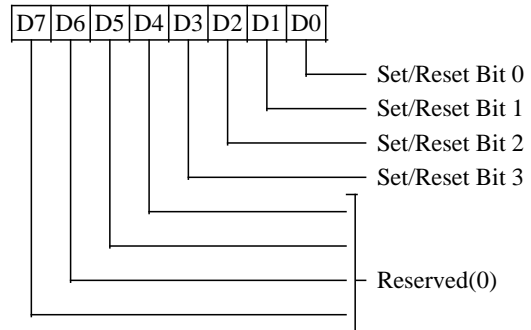 D7 D6 D5 D4 D3 D2 D1 D0
Set/Reset Bit 0
Set/Reset Bit 1
Set/Reset Bit 2
Set/Reset Bit 3
Reserved(0)